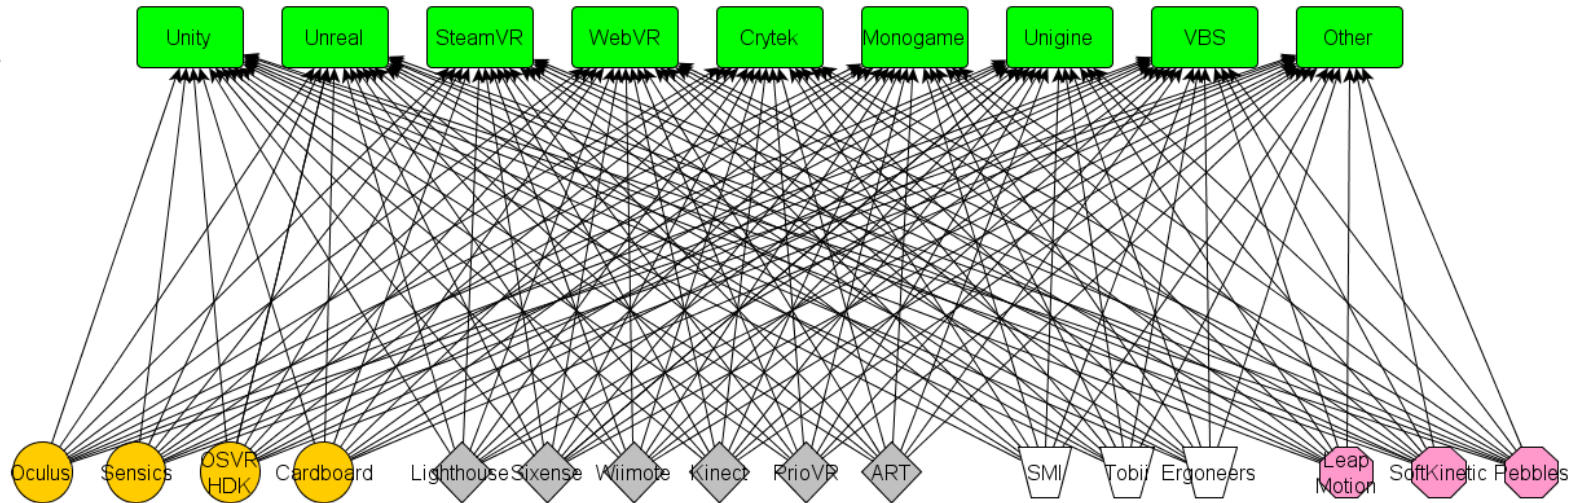 Unity Unreal SteamVR WebVR Crytek Monogame Unigine VBS Other
Oculus Sensics OSVR HDK Cardboard Lighthouse Sixense Wiimote Kinect PrioVR ART SMI Tobii Ergoneers Leap Motion SoftKinetic Pebbles